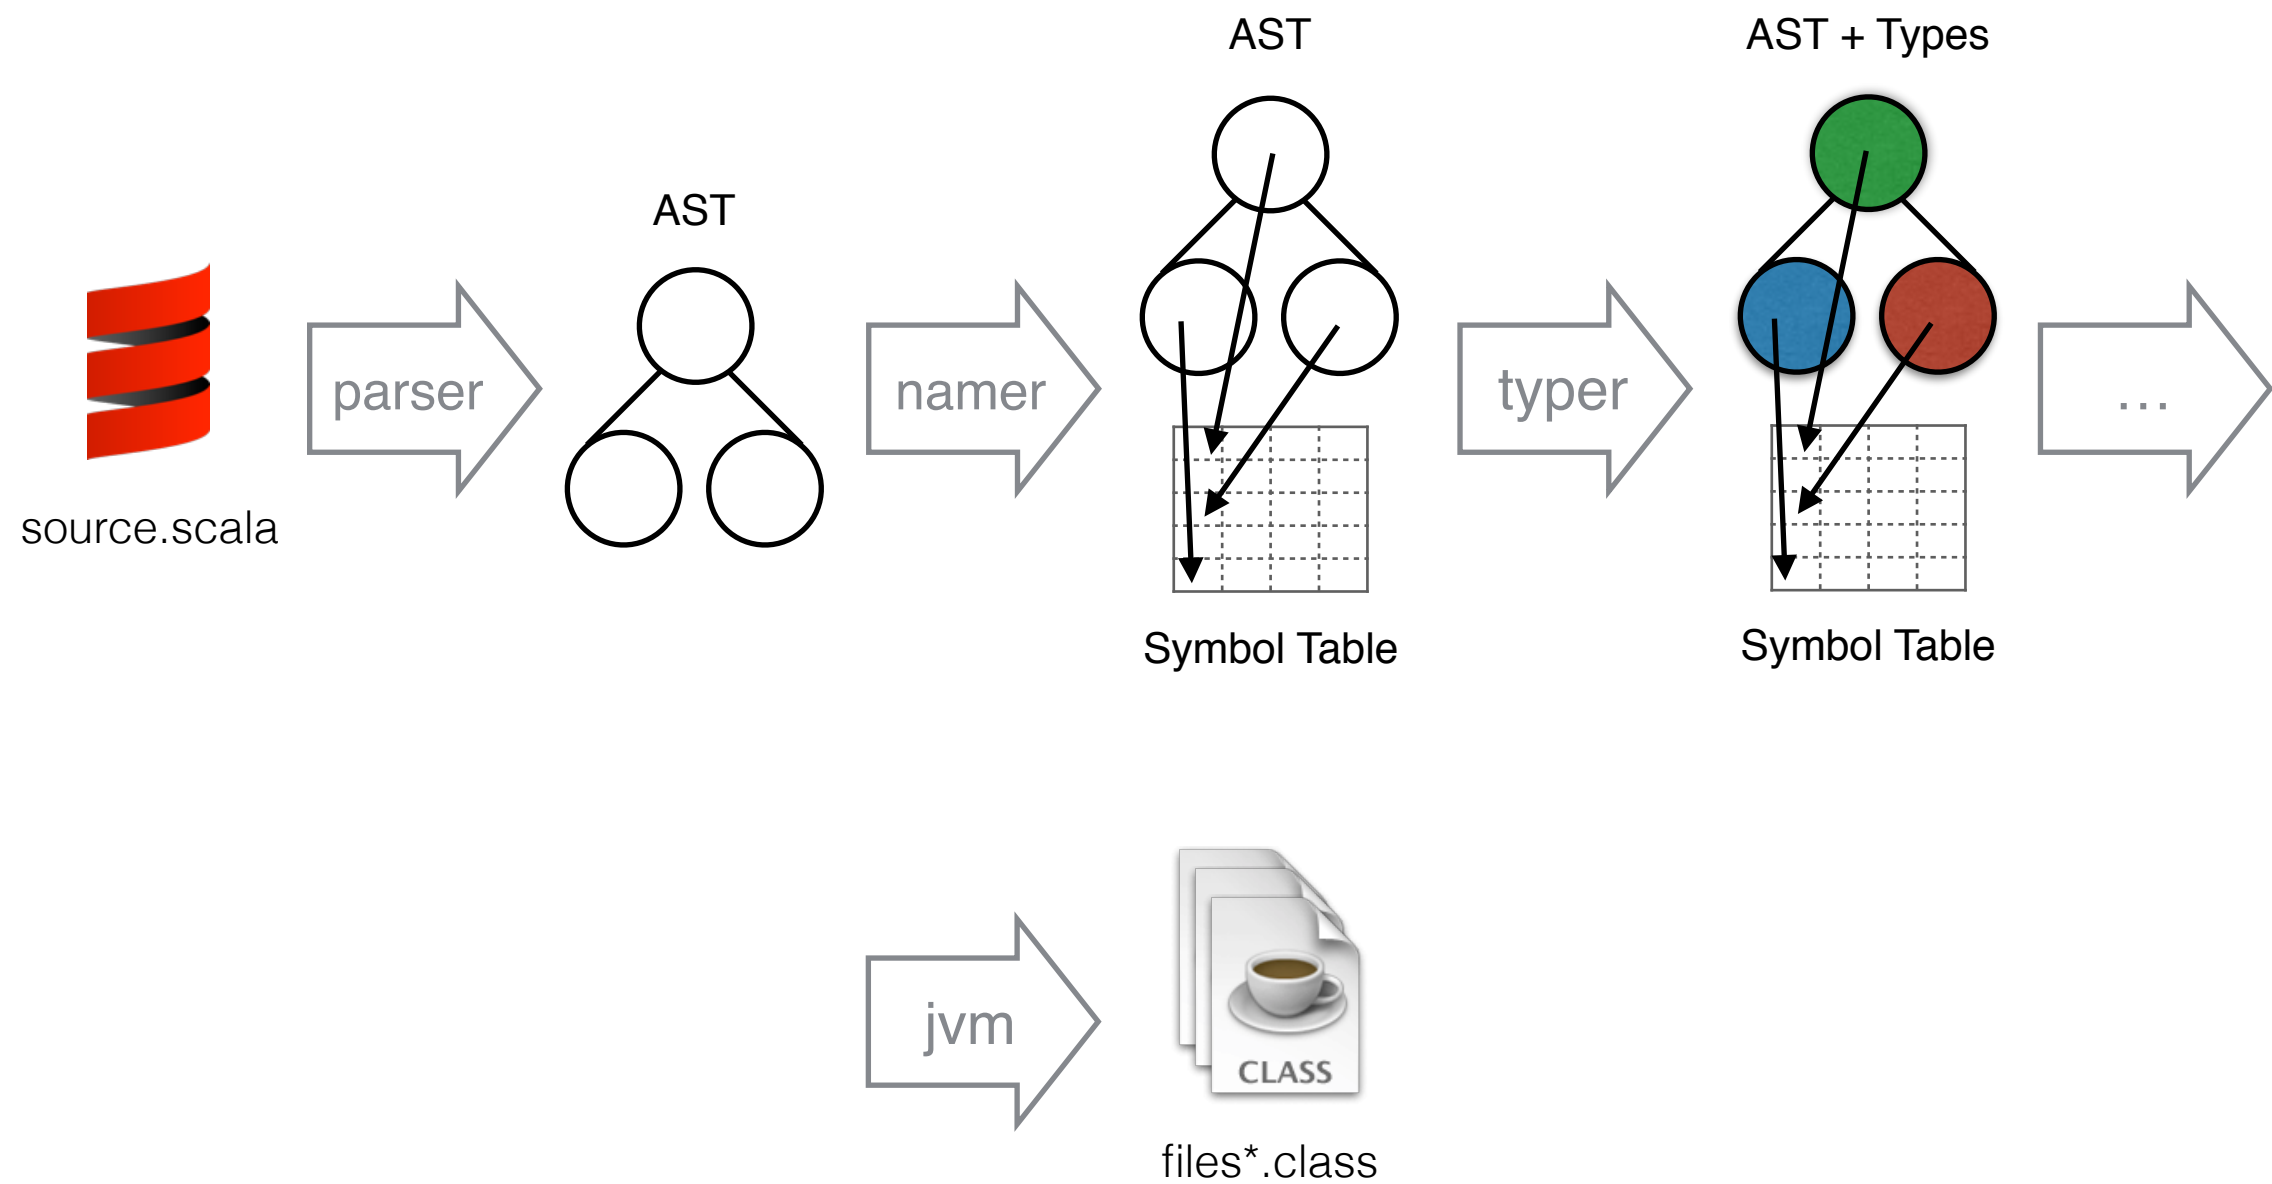 AST
AST + Types
AST
parser
namer
typer
...
source.scala
Symbol Table
Symbol Table
jvm
CLASS
files*.class